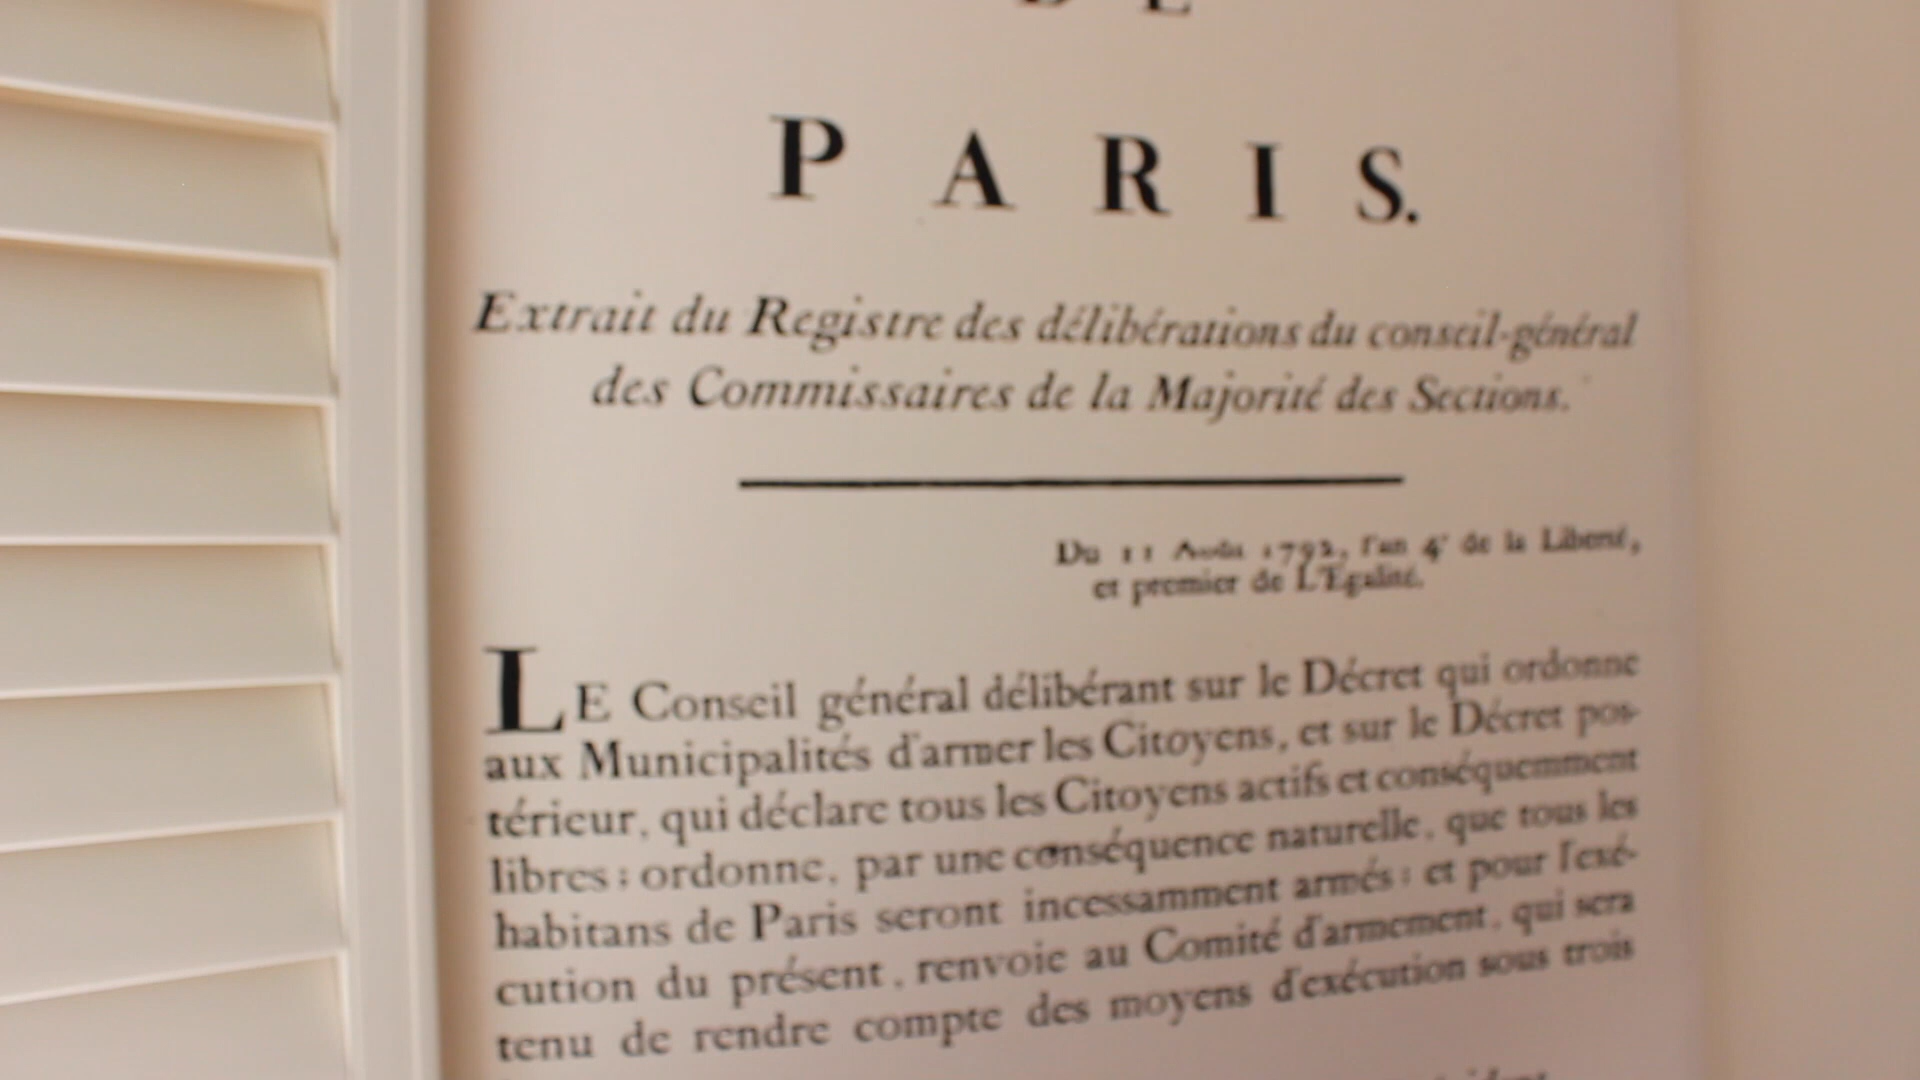 DE
PARIS.
Extrait du Registre des délibérations du conseil-général
des Commissaires de la Majorité des Sections.
Du 11 Août 1792, l'an 4e de la Liberté,
et premier de L'Egalité.
LE Conseil général délibérant sur le Décret qui ordonne
aux Municipalités d'armer les Citoyens, et sur le Décret pos-
térieur, qui déclare tous les Citoyens actifs et conséquemment
libres ; ordonne, par une conséquence naturelle, que tous les
habitans de Paris seront incessamment armés : et pour l'exé-
cution du présent, renvoie au Comité d'armement, qui sera
tenu de rendre compte des moyens d'exécution sous trois